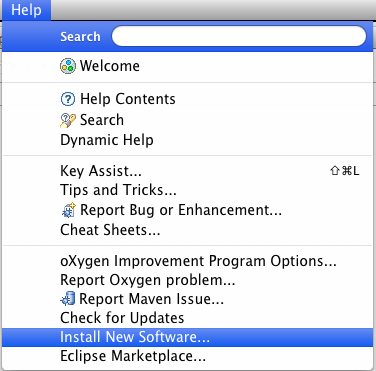 Help
Search
Welcome
Help Contents
Search
Dynamic Help
Key Assist... ⇧⌘L
Tips and Tricks...
Report Bug or Enhancement...
Cheat Sheets...
oXygen Improvement Program Options...
Report Oxygen problem...
Report Maven Issue...
Check for Updates
Install New Software...
Eclipse Marketplace...